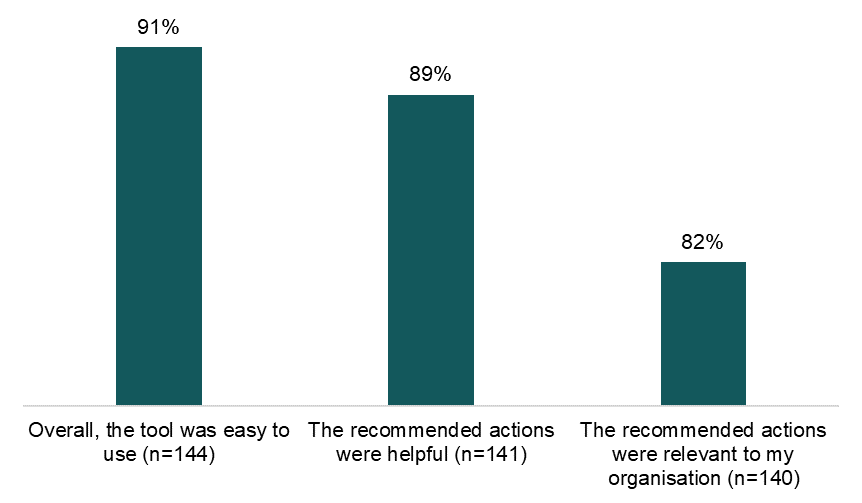 91%
89%
82%
Overall, the tool was easy to
use (n=144)
The recommended actions
were helpful (n=141)
The recommended actions
were relevant to my
organisation (n=140)